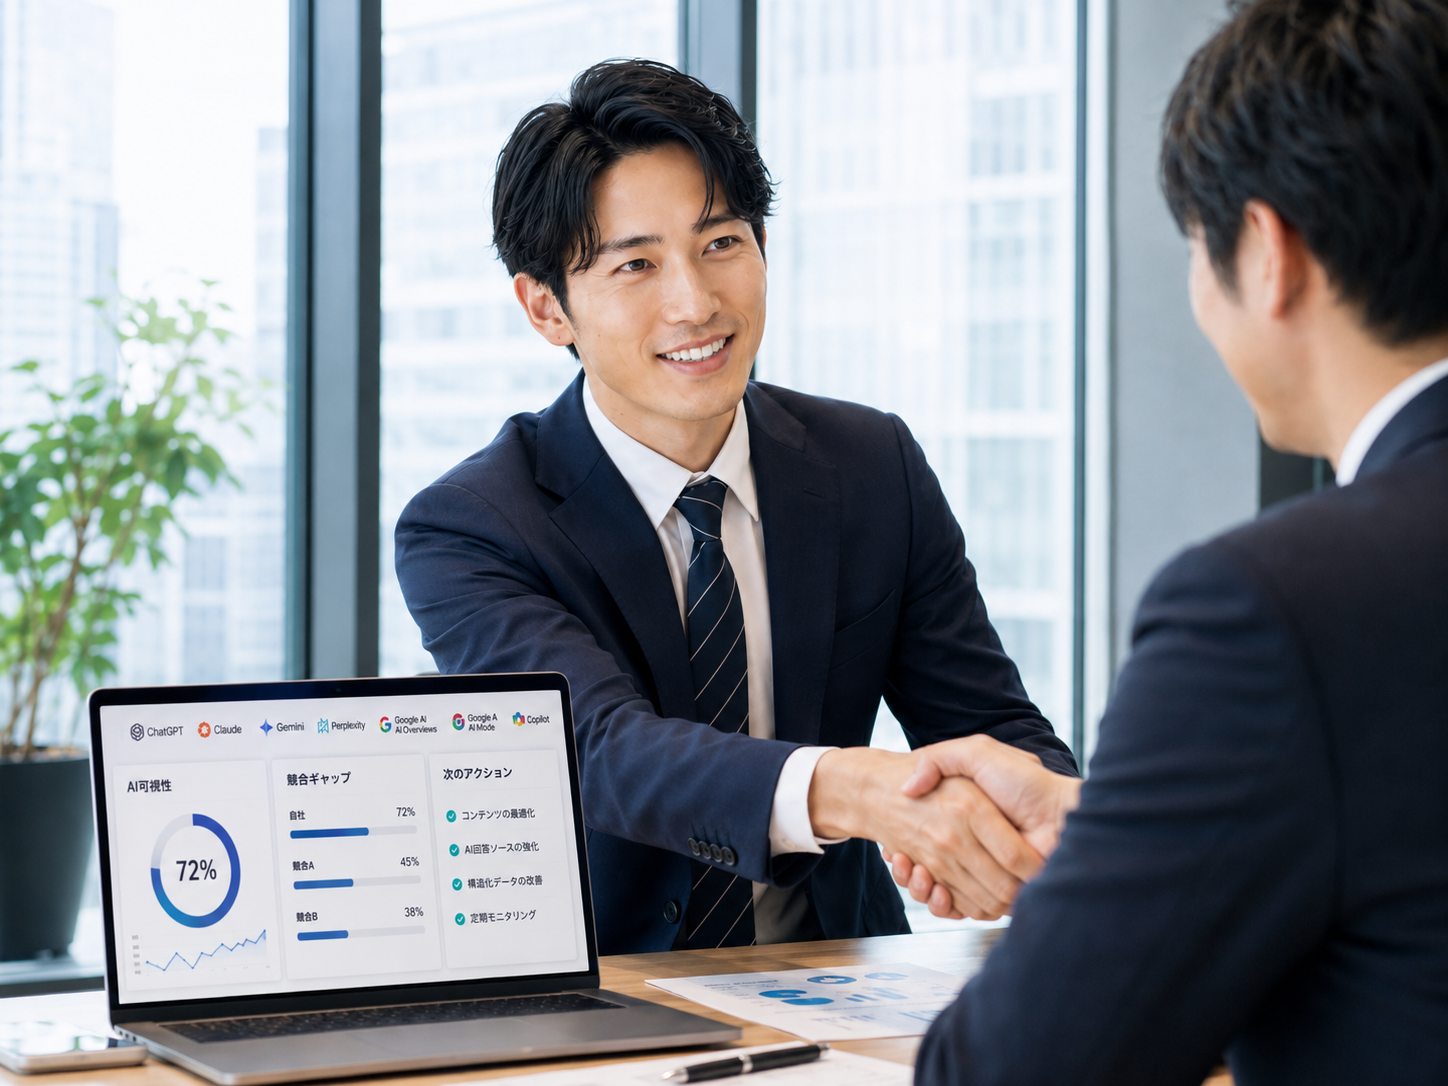 ChatGPT
Claude
Gemini
Perplexity
Google AI
AI Overviews
Google A
AI Mode
Copilot
AI可視性
72%
競合ギャップ
自社
72%
競合A
45%
競合B
38%
次のアクション
コンテンツの最適化
AI回答ソースの強化
構造化データの改善
定期モニタリング